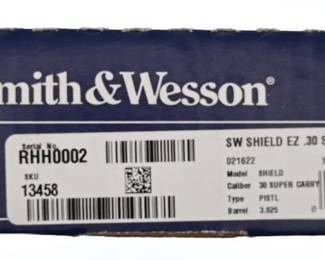 mith&Wesson®
Serial No.
RHH0002
SKU
13458
SW SHIELD EZ .30 S
021622
Model SHIELD
Caliber 30 SUPER CARRY
Type PISTL
Barrel 3.625